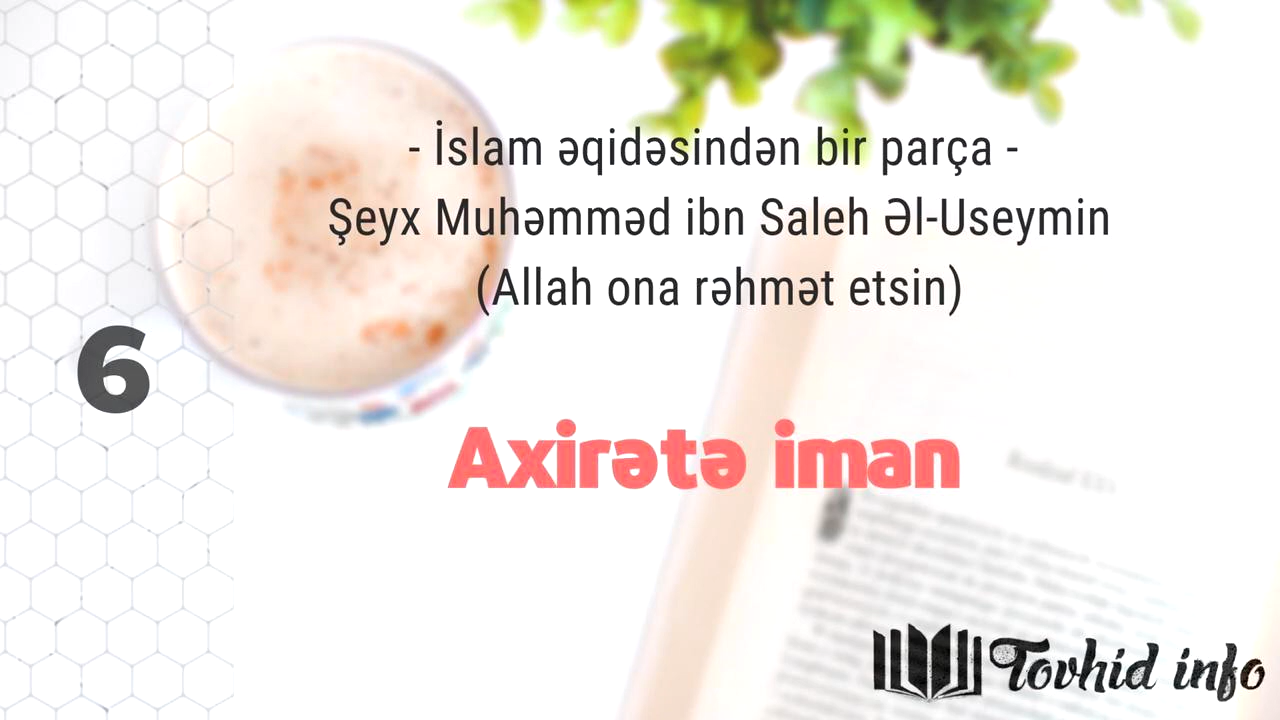 - İslam əqidəsindən bir parça -
Şeyx Muhəmməd ibn Saleh Əl-Useymin
(Allah ona rəhmət etsin)
6
Axirətə iman
Tovhid info